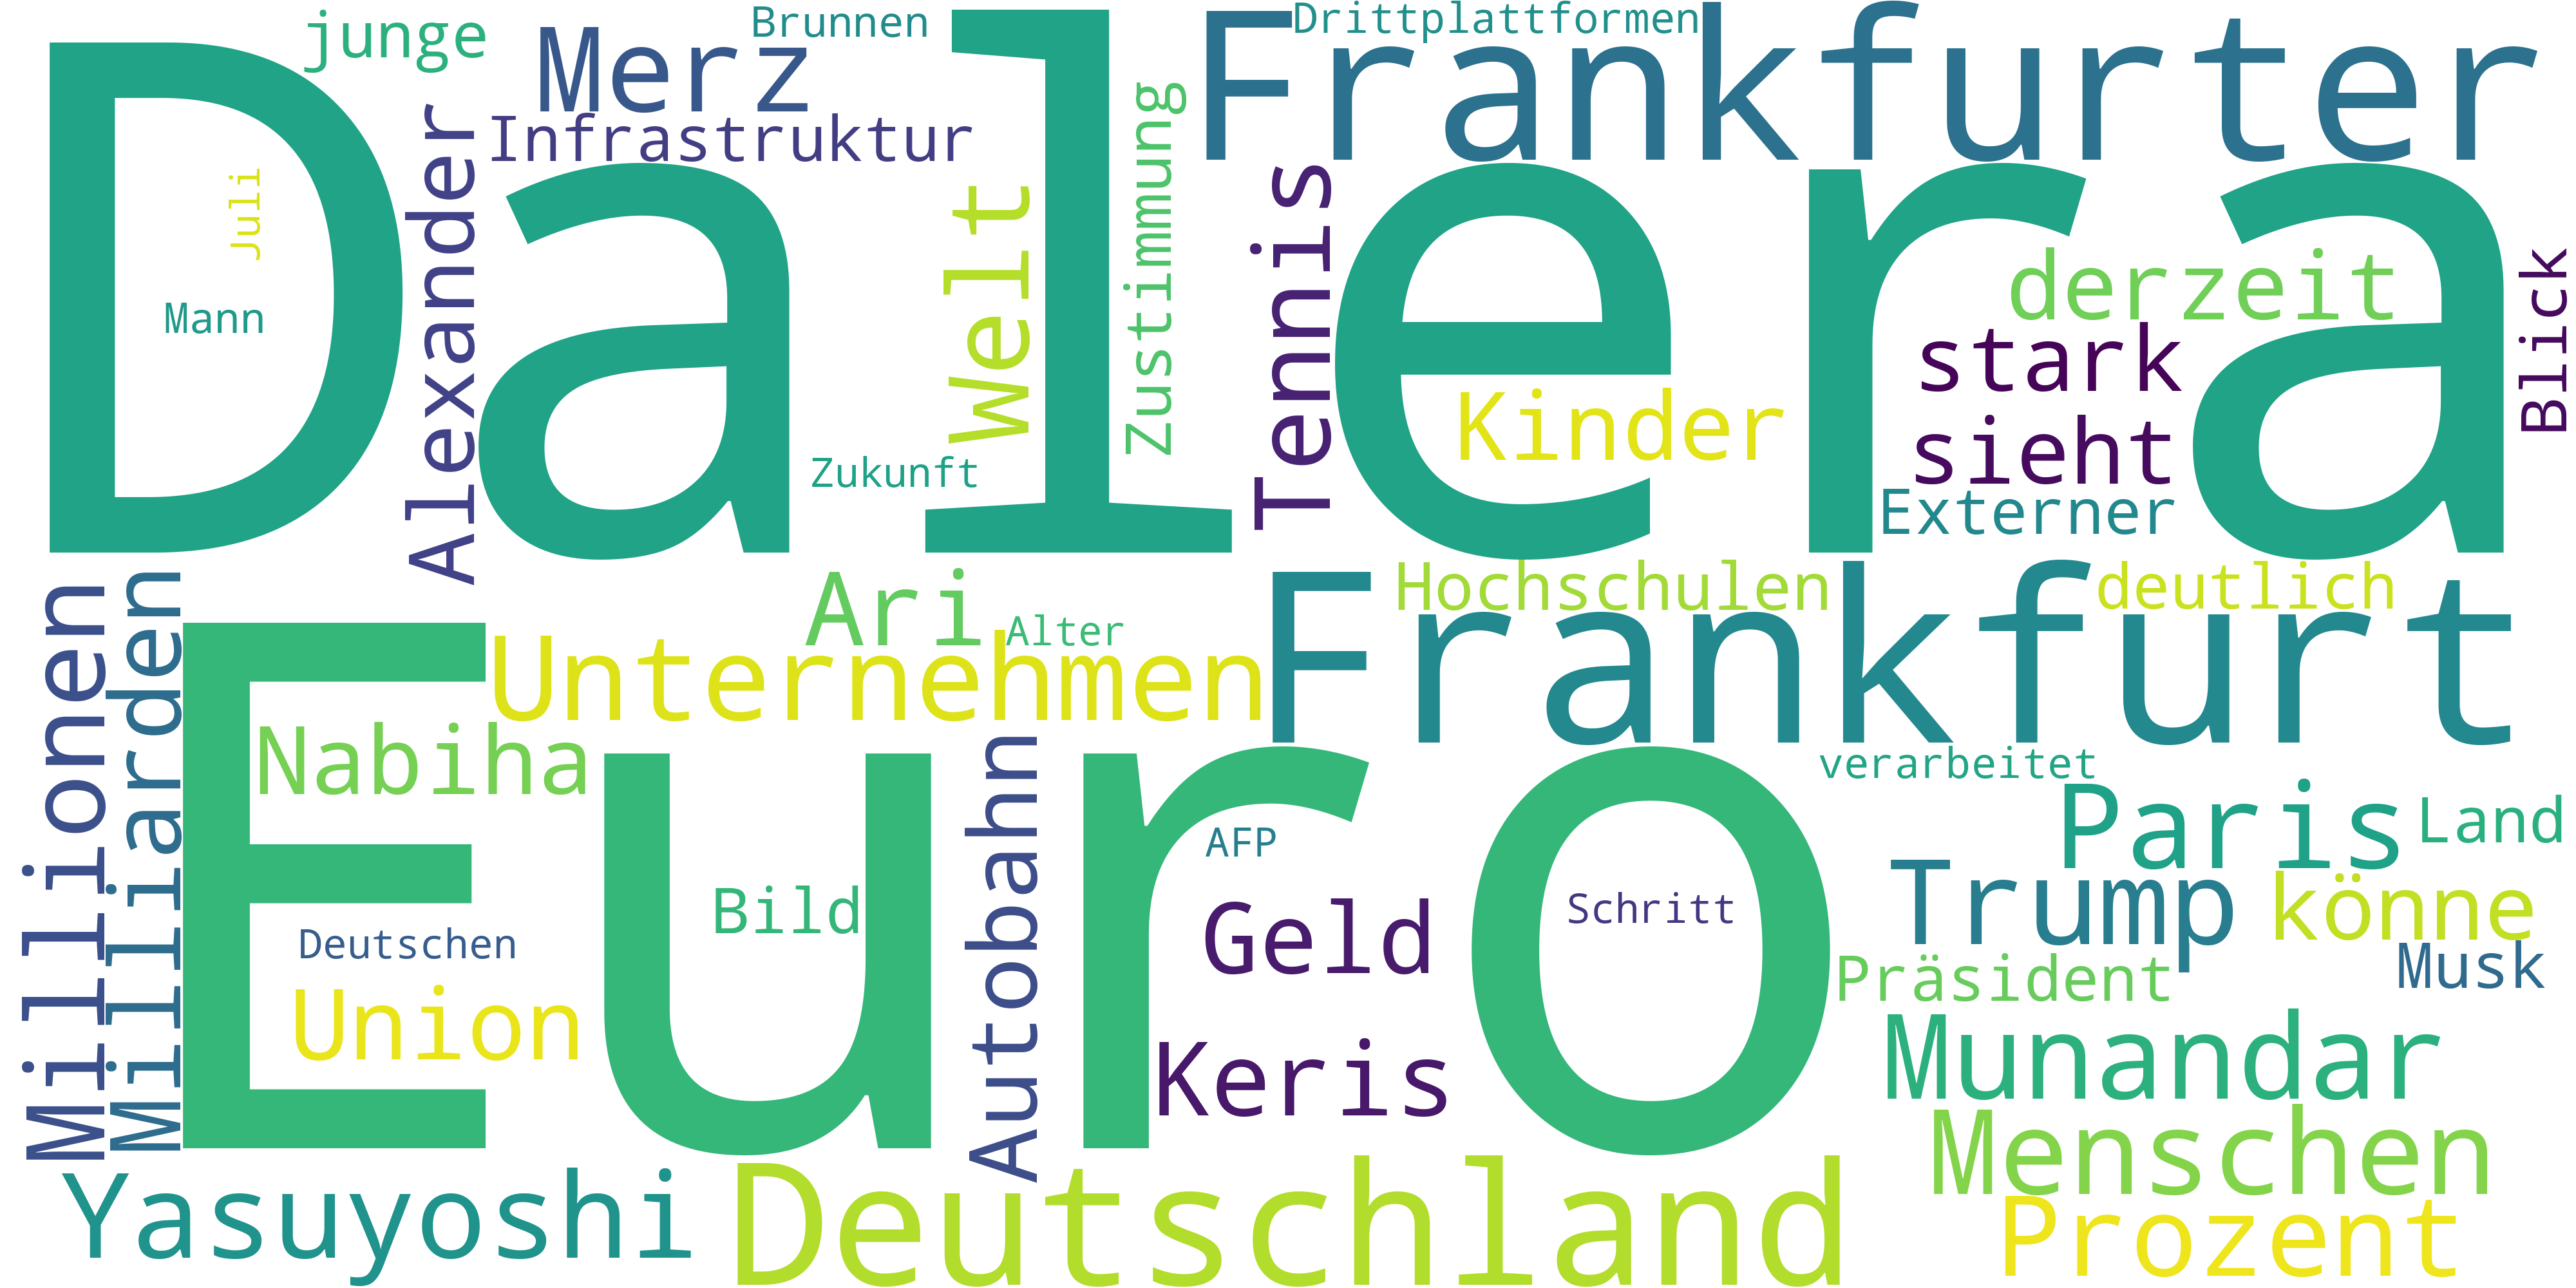 junge
Merz
Brunnen
Frankfurter
Drittplattformen
Infrastruktur
Dalera
Juli
Mann
Alexander
Welt
Zustimmung
Tennis
derzeit
stark
Blick
Kinder
sieht
Zukunft
Externer
Millionen
Milliarden
Ari
Alter
Hochschulen
deutlich
Unternehmen
Frankfurt
Euro
Nabiha
Autobahn
verarbeitet
Paris
Land
AFP
Bild
Trump
könne
Geld
Schritt
Deutschen
Musk
Präsident
Union
Keris
Munandar
Menschen
Yasuyoshi
Deutschland
Prozent